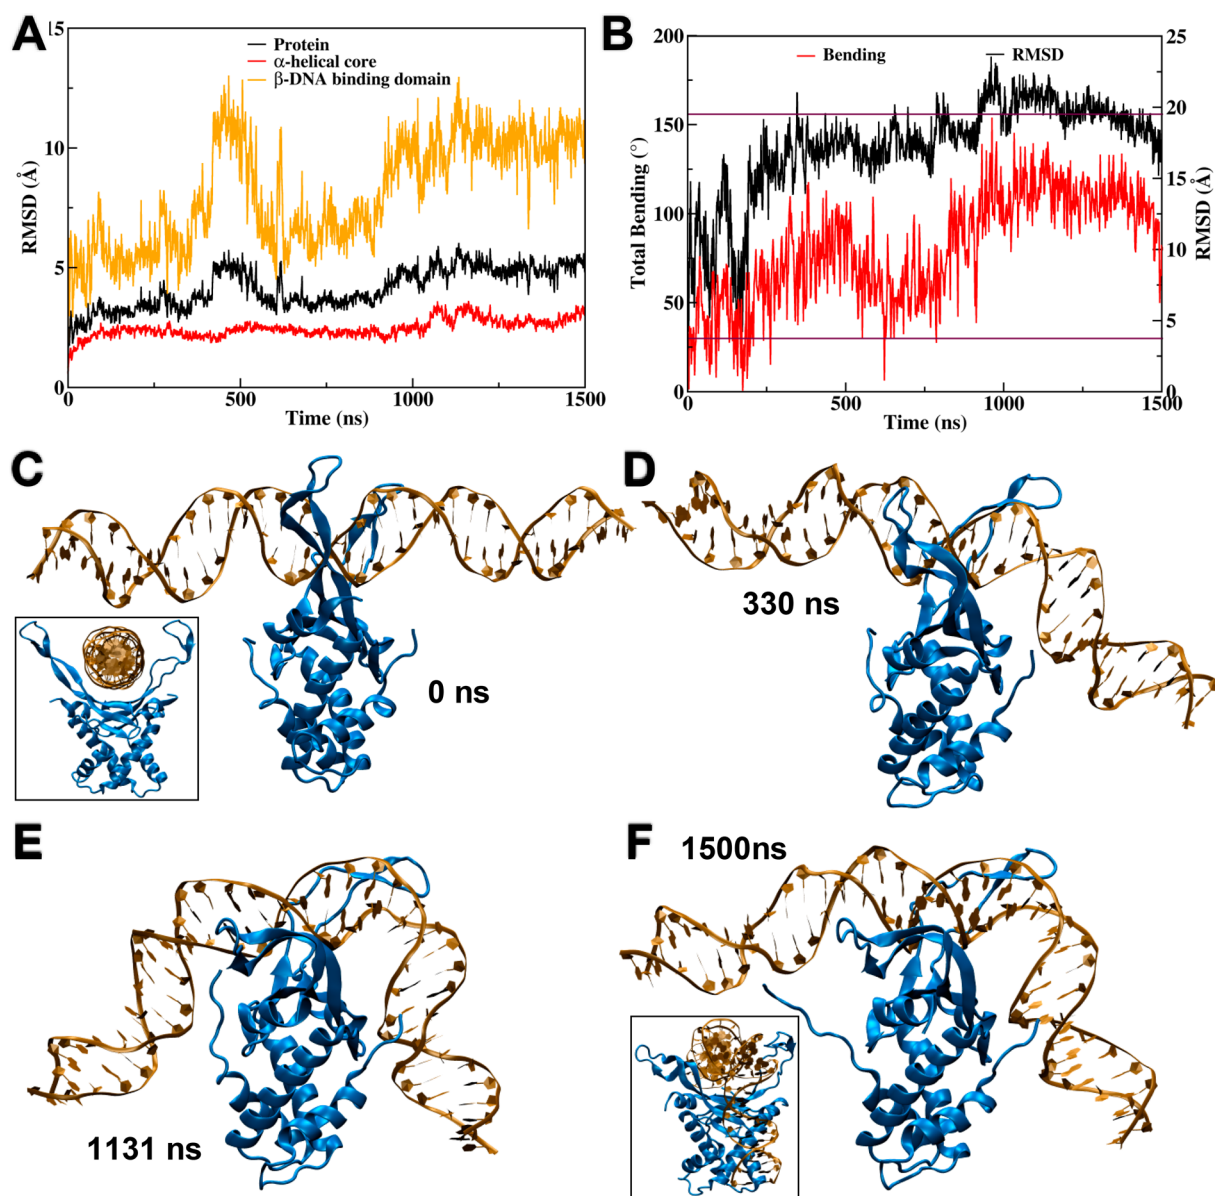 A
15
10
5
0
RMSD (Å)
Protein
α-helical core
β-DNA binding domain
0
500
1000
1500
Time (ns)
B
200
150
100
50
0
Total Bending (°)
Bending
RMSD
25
20
15
10
5
0
RMSD (Å)
0
500
1000
1500
Time (ns)
C
0 ns
D
330 ns
E
1131 ns
F
1500ns